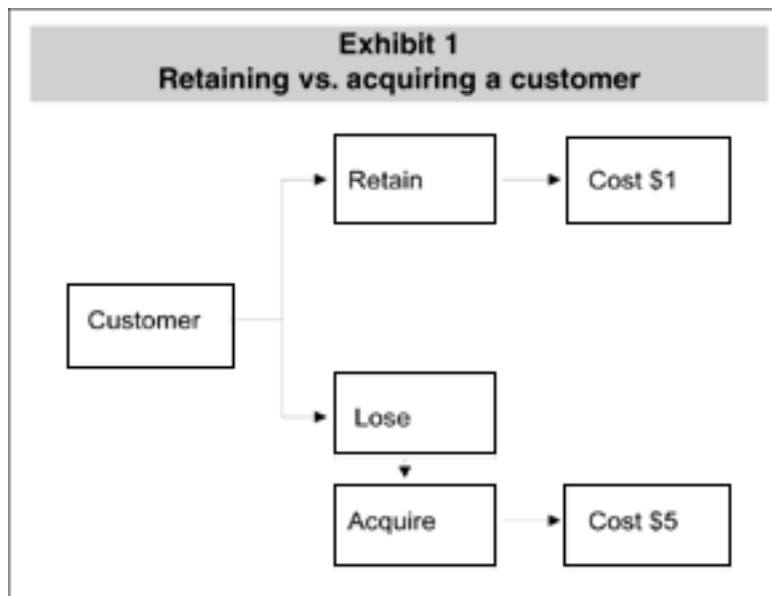 Exhibit 1
Retaining vs. acquiring a customer
Retain
Cost $1
Customer
Lose
Acquire
Cost $5